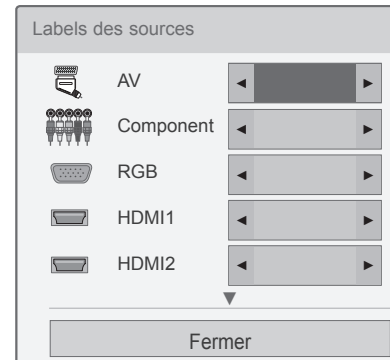 Labels des sources
AV
Component
RGB
HDMI1
HDMI2
Fermer